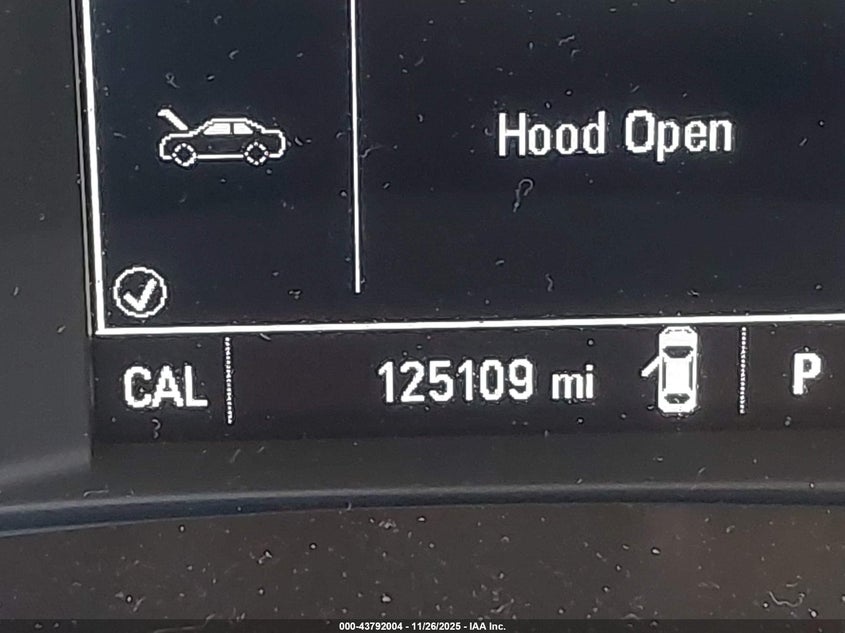 Hood Open
CAL
125109 mi
P
000-43792004 - 11/26/2025 - IAA Inc.